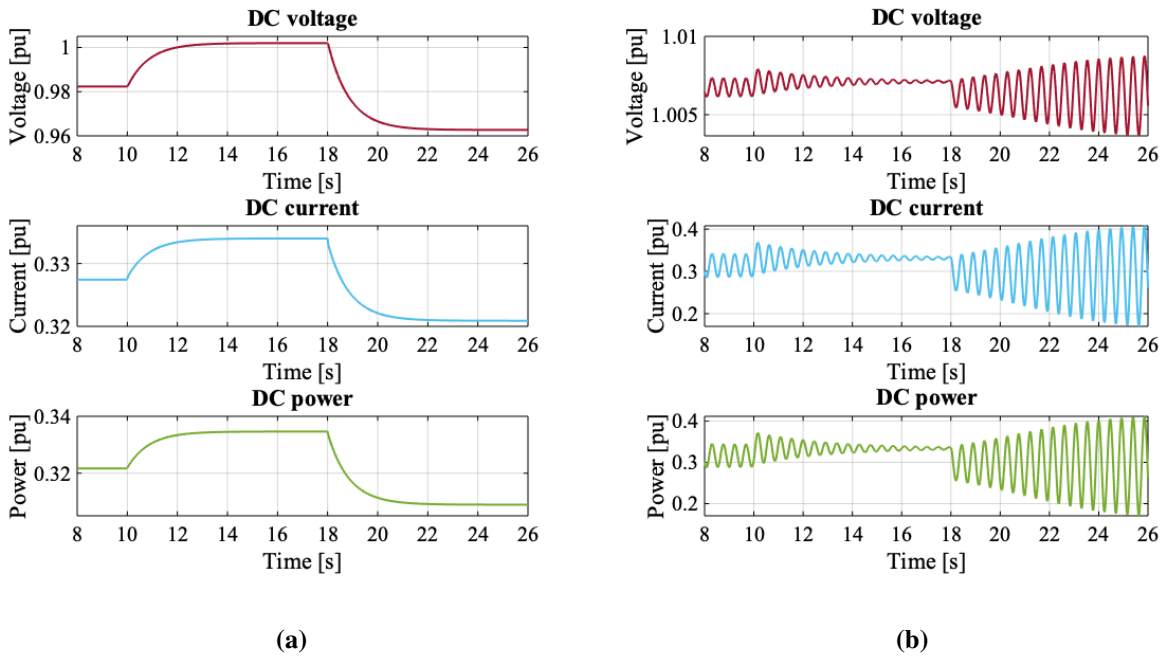 DC voltage
Voltage [pu]
1
0.98
0.96
8 10 12 14 16 18 20 22 24 26
Time [s]
DC current
Current [pu]
0.33
0.32
8 10 12 14 16 18 20 22 24 26
Time [s]
DC power
Power [pu]
0.34
0.32
8 10 12 14 16 18 20 22 24 26
Time [s]
(a)
DC voltage
Voltage [pu]
1.01
1.005
8 10 12 14 16 18 20 22 24 26
Time [s]
DC current
Current [pu]
0.4
0.3
0.2
8 10 12 14 16 18 20 22 24 26
Time [s]
DC power
Power [pu]
0.4
0.3
0.2
8 10 12 14 16 18 20 22 24 26
Time [s]
(b)